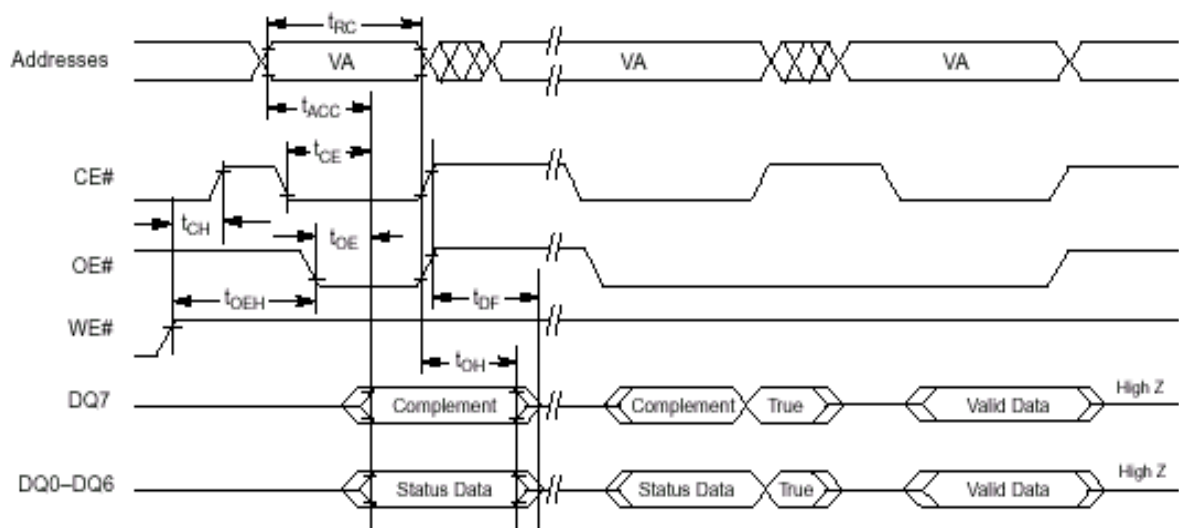 tRC
Addresses VA VA VA
tACC
tCE
CE#
tCH tOE
OE#
tOEH tDF
WE#
tOH
DQ7 Complement Complement True Valid Data High Z
DQ0–DQ6 Status Data Status Data True Valid Data High Z